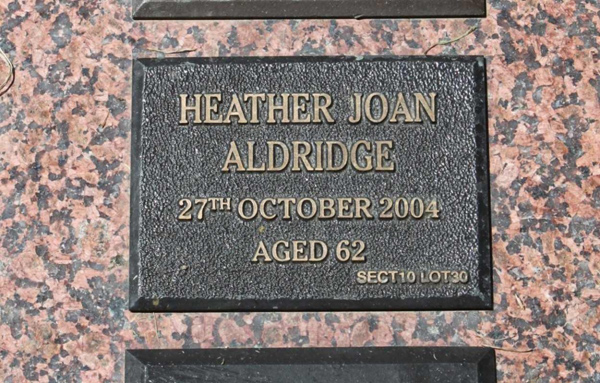 HEATHER JOAN
ALDRIDGE
27TH OCTOBER 2004
AGED 62
SECT10 LOT30